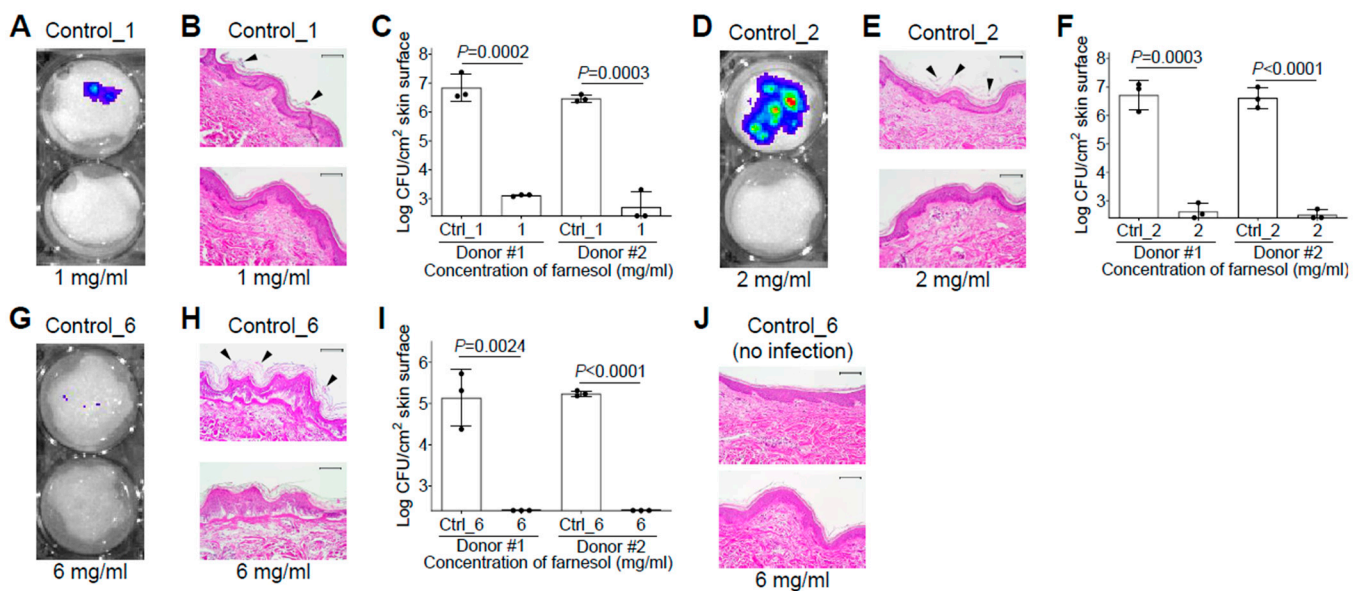 A Control_1
1 mg/ml
B Control_1
1 mg/ml
C
Log CFU/cm² skin surface
8
7
6
5
4
3
P=0.0002
P=0.0003
Ctrl_1 1 Ctrl_1 1
Donor #1 Donor #2
Concentration of farnesol (mg/ml)
D Control_2
2 mg/ml
E Control_2
2 mg/ml
F
Log CFU/cm² skin surface
8
7
6
5
4
3
P=0.0003
P<0.0001
Ctrl_2 2 Ctrl_2 2
Donor #1 Donor #2
Concentration of farnesol (mg/ml)
G Control_6
6 mg/ml
H Control_6
6 mg/ml
I
Log CFU/cm² skin surface
6
5
4
3
P=0.0024
P<0.0001
Ctrl_6 6 Ctrl_6 6
Donor #1 Donor #2
Concentration of farnesol (mg/ml)
J Control_6
(no infection)
6 mg/ml